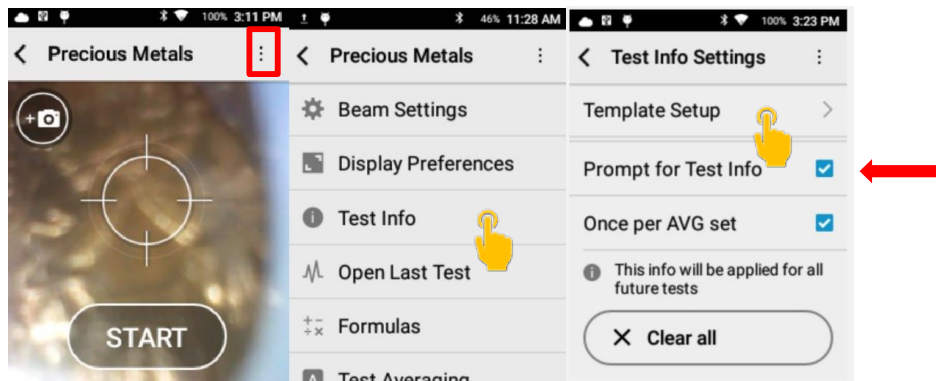 100% 3:11 PM
Precious Metals
START
46% 11:28 AM
Precious Metals
Beam Settings
Display Preferences
Test Info
Open Last Test
Formulas
Test Averaging
100% 3:23 PM
Test Info Settings
Template Setup
Prompt for Test Info
Once per AVG set
This info will be applied for all
future tests
Clear all